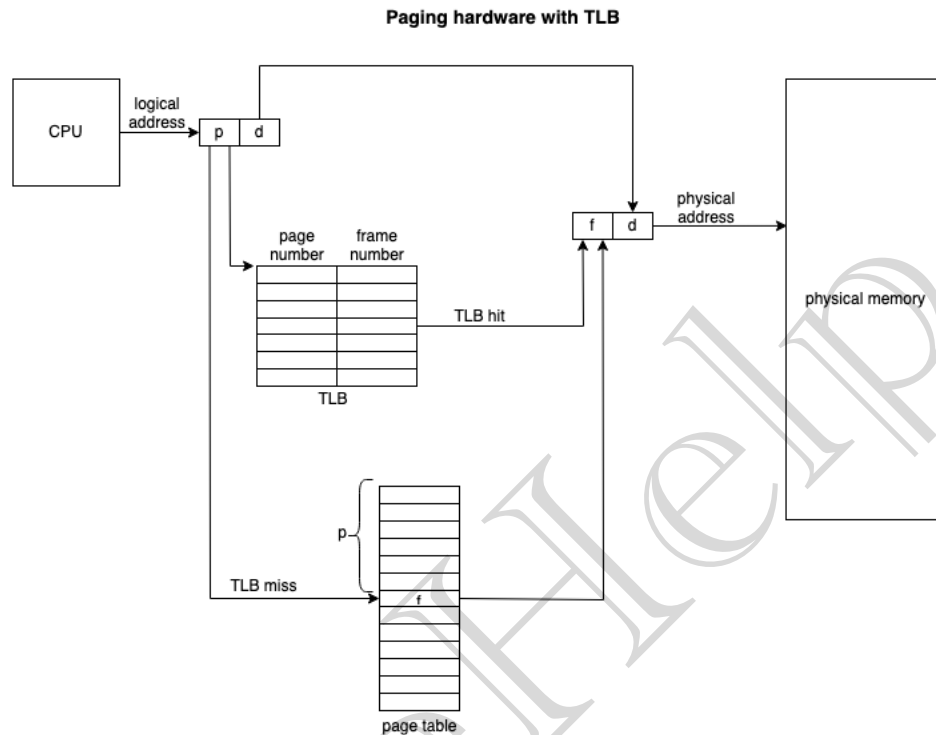 Paging hardware with TLB
CPU
logical
address
p
d
page
number
frame
number
TLB
TLB hit
f
d
physical
address
physical memory
p
TLB miss
f
page table
Help